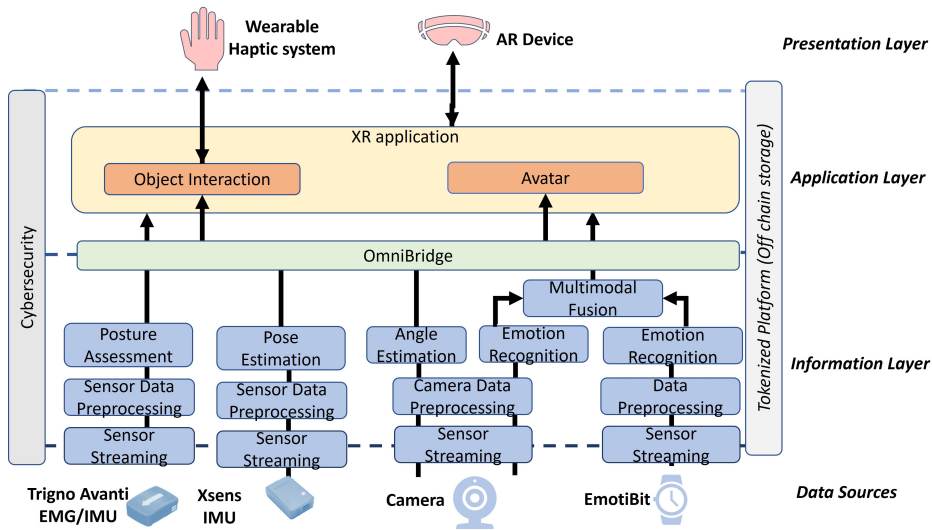 Wearable
Haptic system
AR Device
Presentation Layer
XR application
Object Interaction
Avatar
Application Layer
Cybersecurity
Tokenized Platform (Off chain storage)
OmniBridge
Multimodal
Fusion
Posture
Assessment
Pose
Estimation
Angle
Estimation
Emotion
Recognition
Emotion
Recognition
Information Layer
Sensor Data
Preprocessing
Sensor Data
Preprocessing
Camera Data
Preprocessing
Data
Preprocessing
Sensor
Streaming
Sensor
Streaming
Sensor
Streaming
Sensor
Streaming
Trigno Avanti
EMG/IMU
Xsens
IMU
Camera
EmotiBit
Data Sources